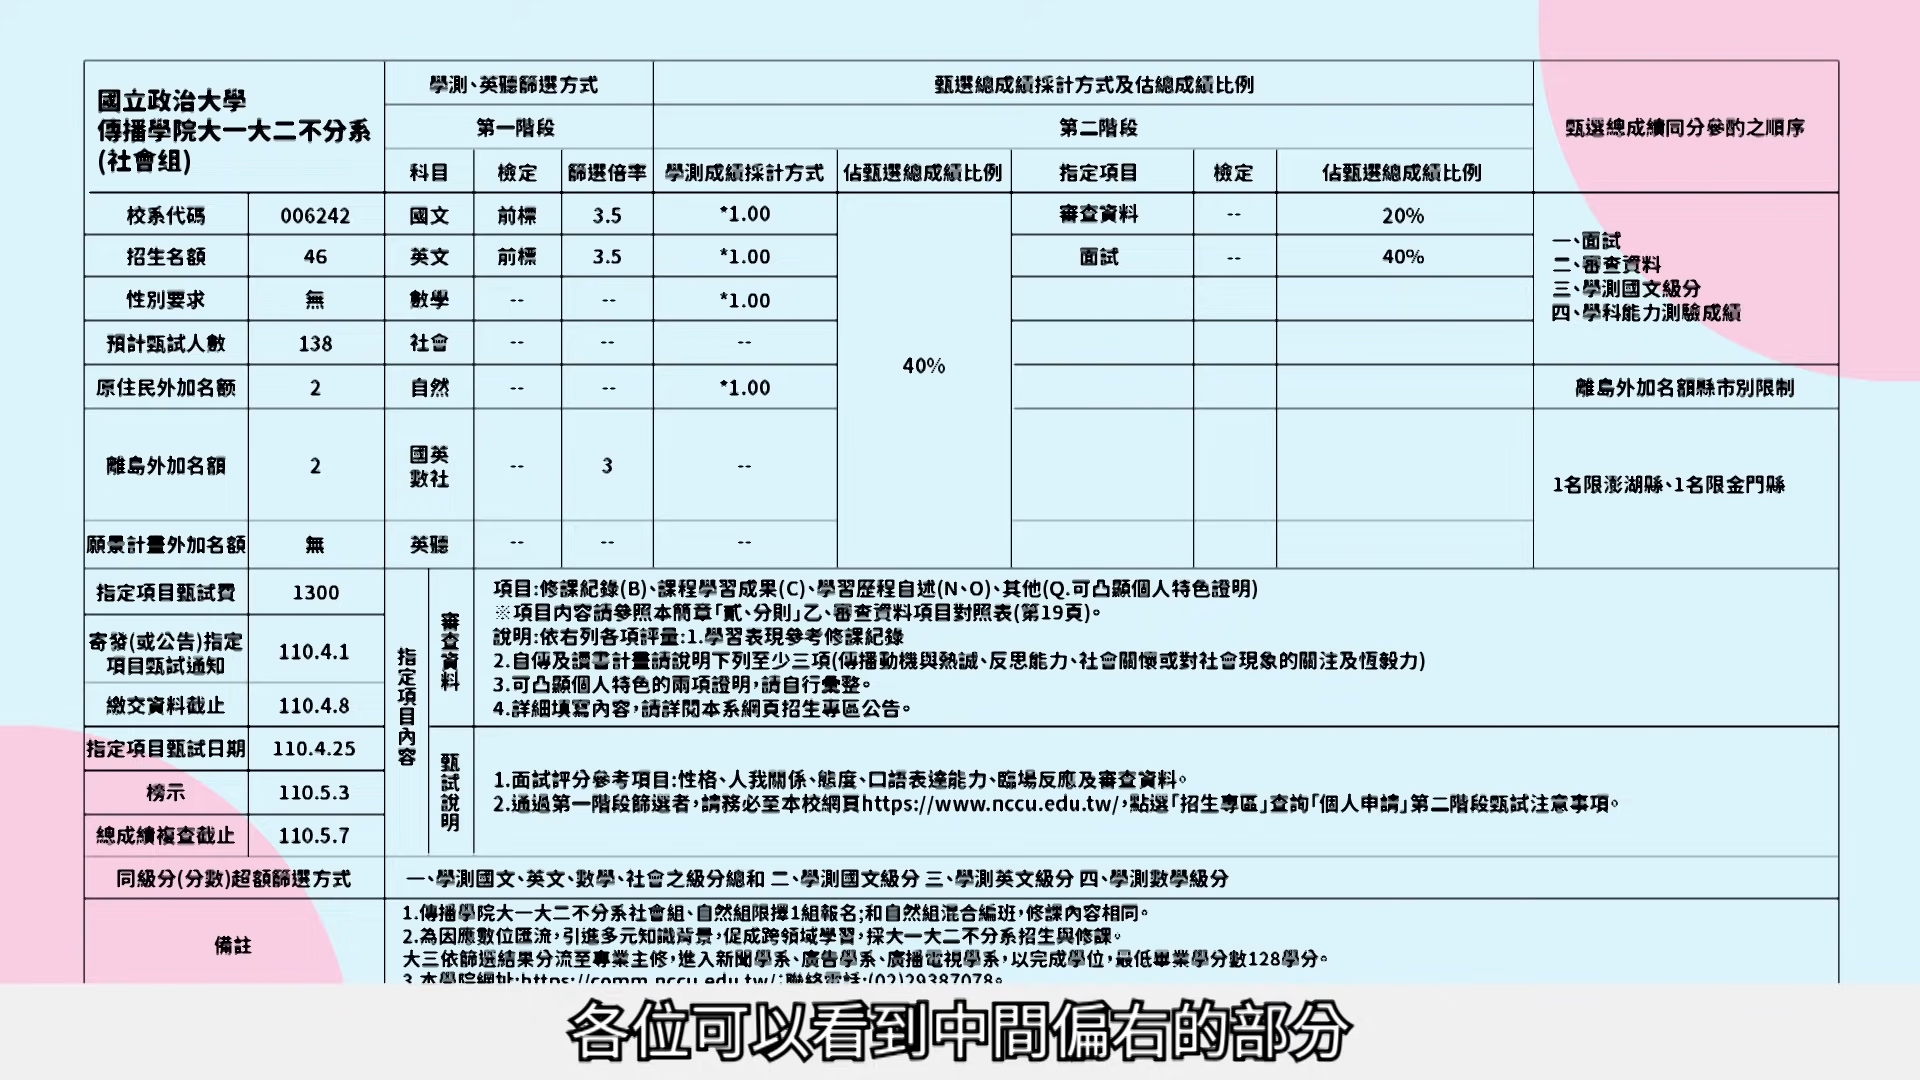 國立政治大學
傳播學院大一大二不分系
(社會組)
學測、英聽篩選方式
甄選總成績採計方式及佔總成績比例
甄選總成績同分參酌之順序
第一階段
第二階段
科目 檢定 篩選倍率 學測成績採計方式 佔甄選總成績比例 指定項目 檢定 佔甄選總成績比例
校系代碼 006242 國文 前標 3.5 *1.00 審查資料 -- 20%
招生名額 46 英文 前標 3.5 *1.00 面試 -- 40%
性別要求 無 數學 -- -- *1.00
預計甄試人數 138 社會 -- -- --
40%
原住民外加名額 2 自然 -- -- *1.00
一、面試
二、審查資料
三、學測國文級分
四、學科能力測驗成績
離島外加名額縣市別限制
離島外加名額 2 國英
數社 -- 3 --
1名限澎湖縣、1名限金門縣
願景計畫外加名額 無 英聽 -- -- --
指定項目甄試費 1300
寄發(或公告)指定
項目甄試通知 110.4.1
繳交資料截止 110.4.8
指定項目甄試日期 110.4.25
榜示 110.5.3
總成績複查截止 110.5.7
指定項目內容
審查資料
項目:修課紀錄(B)、課程學習成果(C)、學習歷程自述(N、O)、其他(Q.可凸顯個人特色證明)
※項目內容請參照本簡章「貳、分則」乙、審查資料項目對照表(第19頁)。
說明:依右列各項評量:1.學習表現參考修課紀錄
2.自傳及讀書計畫請說明下列至少三項(傳播動機與熱誠、反思能力、社會關懷或對社會現象的關注及恆毅力)
3.可凸顯個人特色的兩項證明,請自行彙整。
4.詳細填寫內容,請詳閱本系網頁招生專區公告。
甄試說明
1.面試評分參考項目:性格、人我關係、態度、口語表達能力、臨場反應及審查資料。
2.通過第一階段篩選者,請務必至本校網頁https://www.nccu.edu.tw/,點選「招生專區」查詢「個人申請」第二階段甄試注意事項。
同級分(分數)超額篩選方式 一、學測國文、英文、數學、社會之級分總和 二、學測國文級分 三、學測英文級分 四、學測數學級分
備註
1.傳播學院大一大二不分系社會組、自然組限擇1組報名;和自然組混合編班,修課內容相同。
2.為因應數位匯流,引進多元知識背景,促成跨領域學習,採大一大二不分系招生與修課。
大三依篩選結果分流至專業主修,進入新聞學系、廣告學系、廣播電視學系,以完成學位,最低畢業學分數128學分。
3.本學院網址:https://comm.nccu.edu.tw/;聯絡電話:(02)29387078。
各位可以看到中間偏右的部分